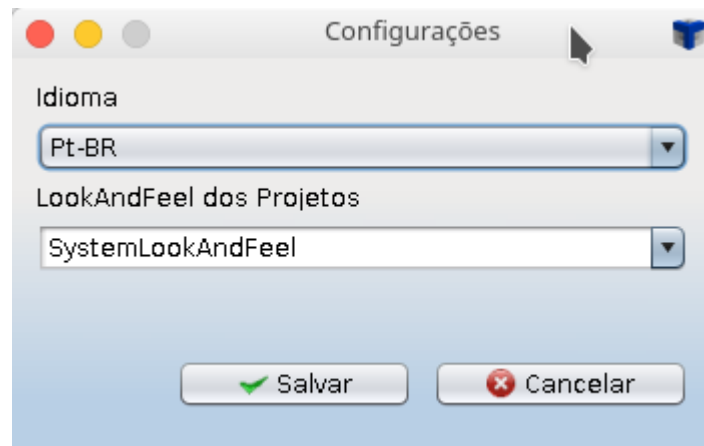 Configurações
Idioma
Pt-BR
LookAndFeel dos Projetos
SystemLookAndFeel
Salvar
Cancelar